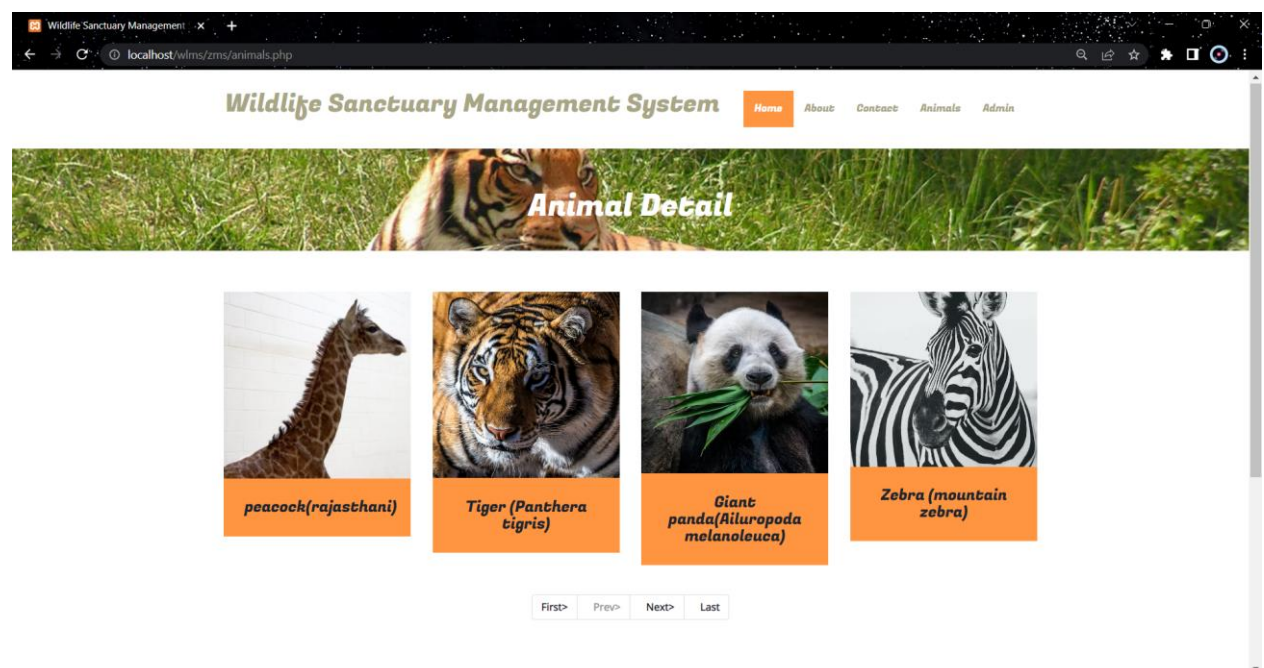 Wildlife Sanctuary Management
localhost/wlms/zms/animals.php
Wildlife Sanctuary Management System
Home About Contact Animals Admin
Animal Detail
peacock(rajasthani)
Tiger (Panthera
tigris)
Giant
panda(Ailuropoda
melanoleuca)
Zebra (mountain
zebra)
First> Prev> Next> Last